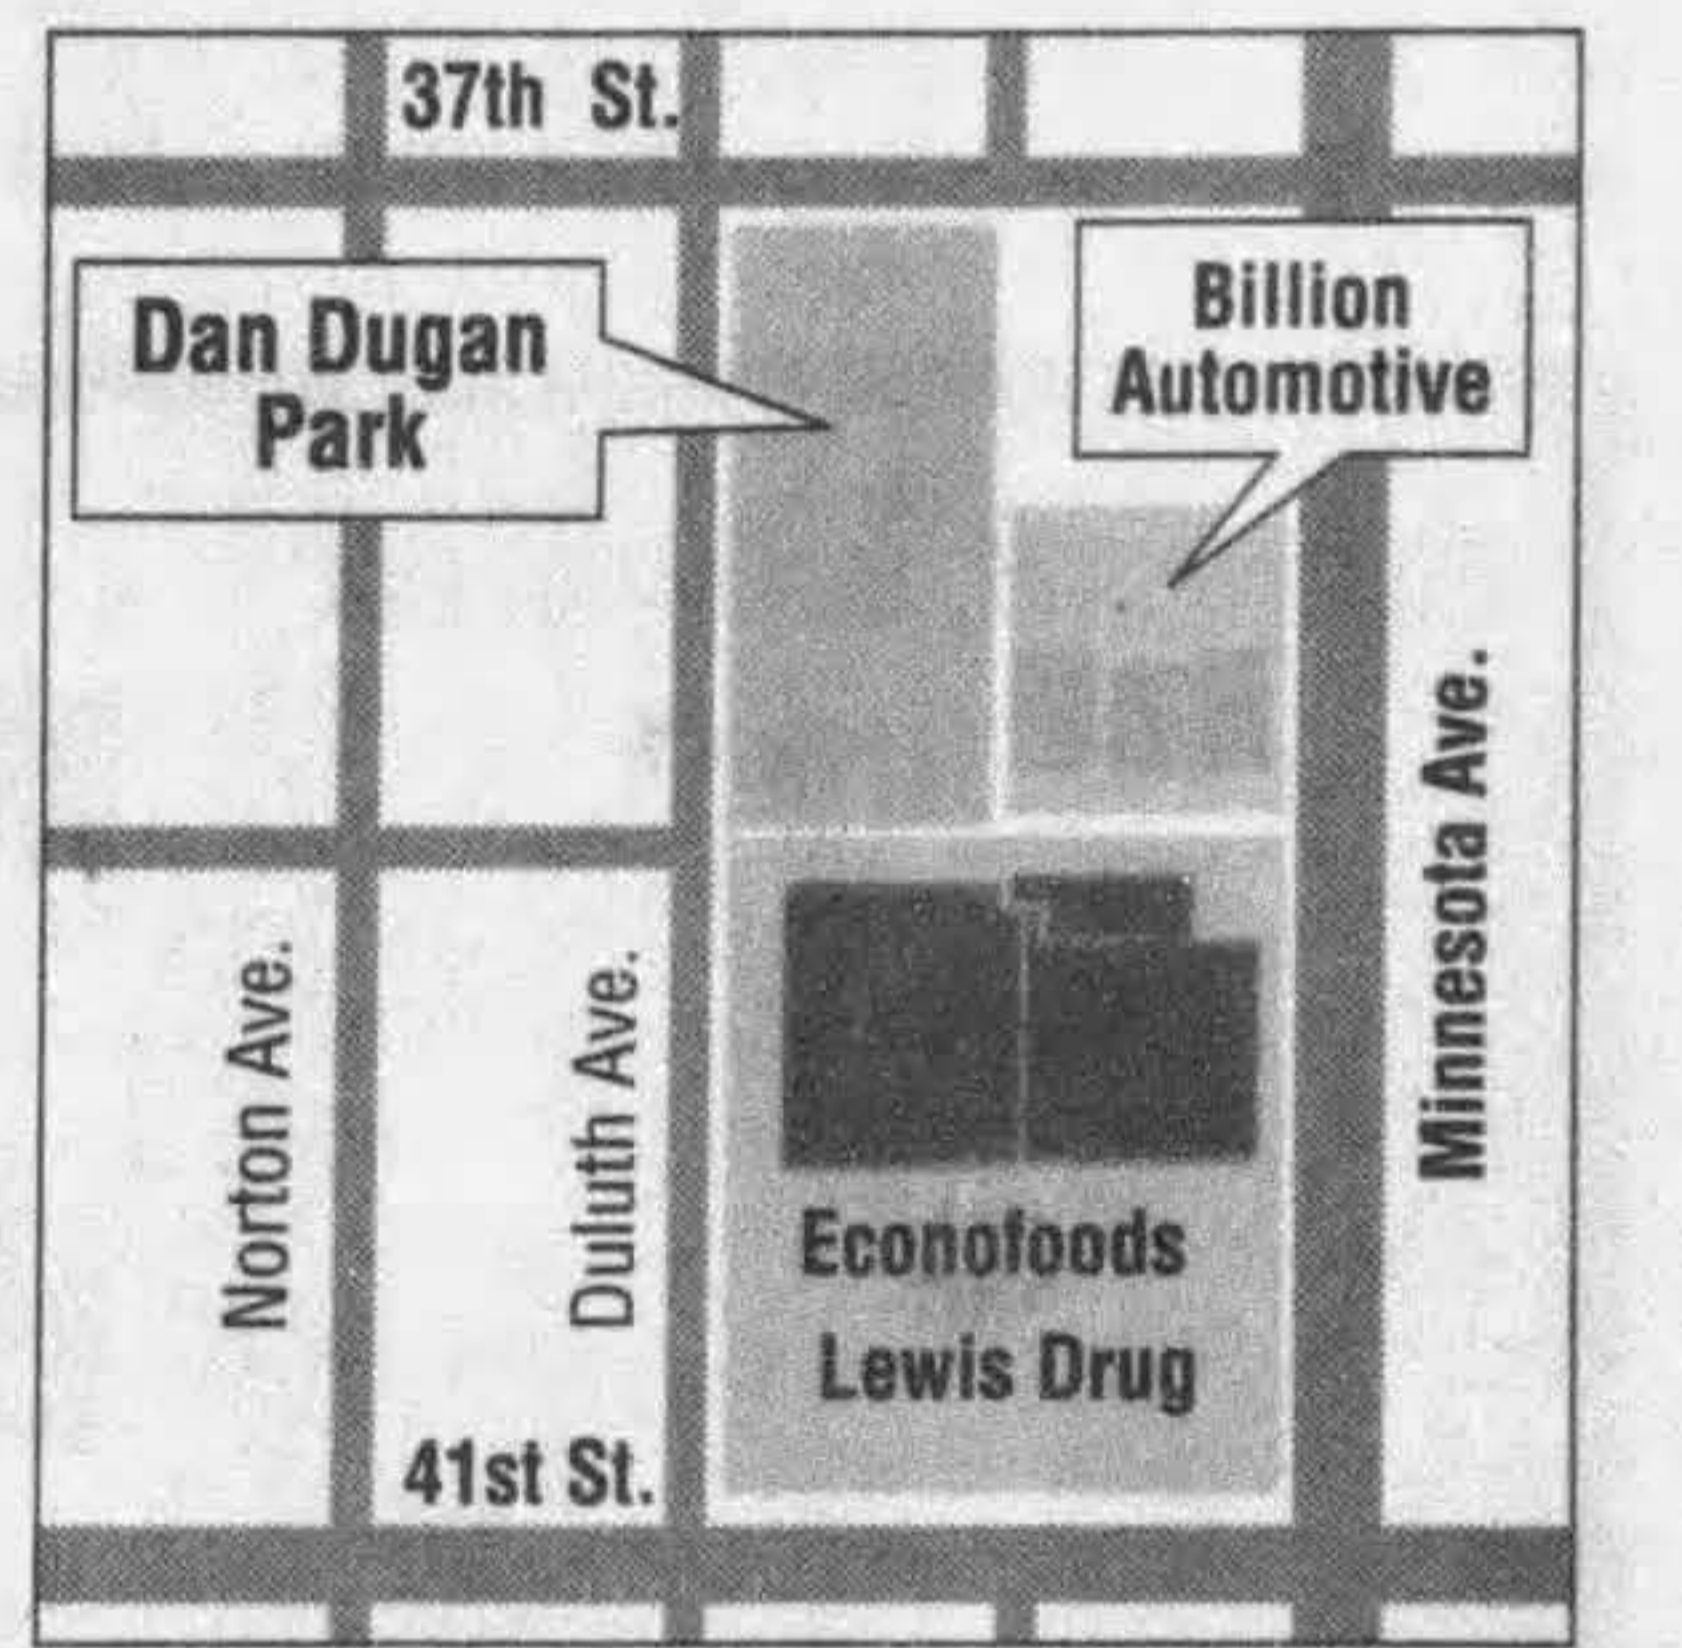 37th St.
Dan Dugan
Park
Billion
Automotive
Minnesota Ave.
Norton Ave.
Duluth Ave.
Econofoods
Lewis Drug
41st St.